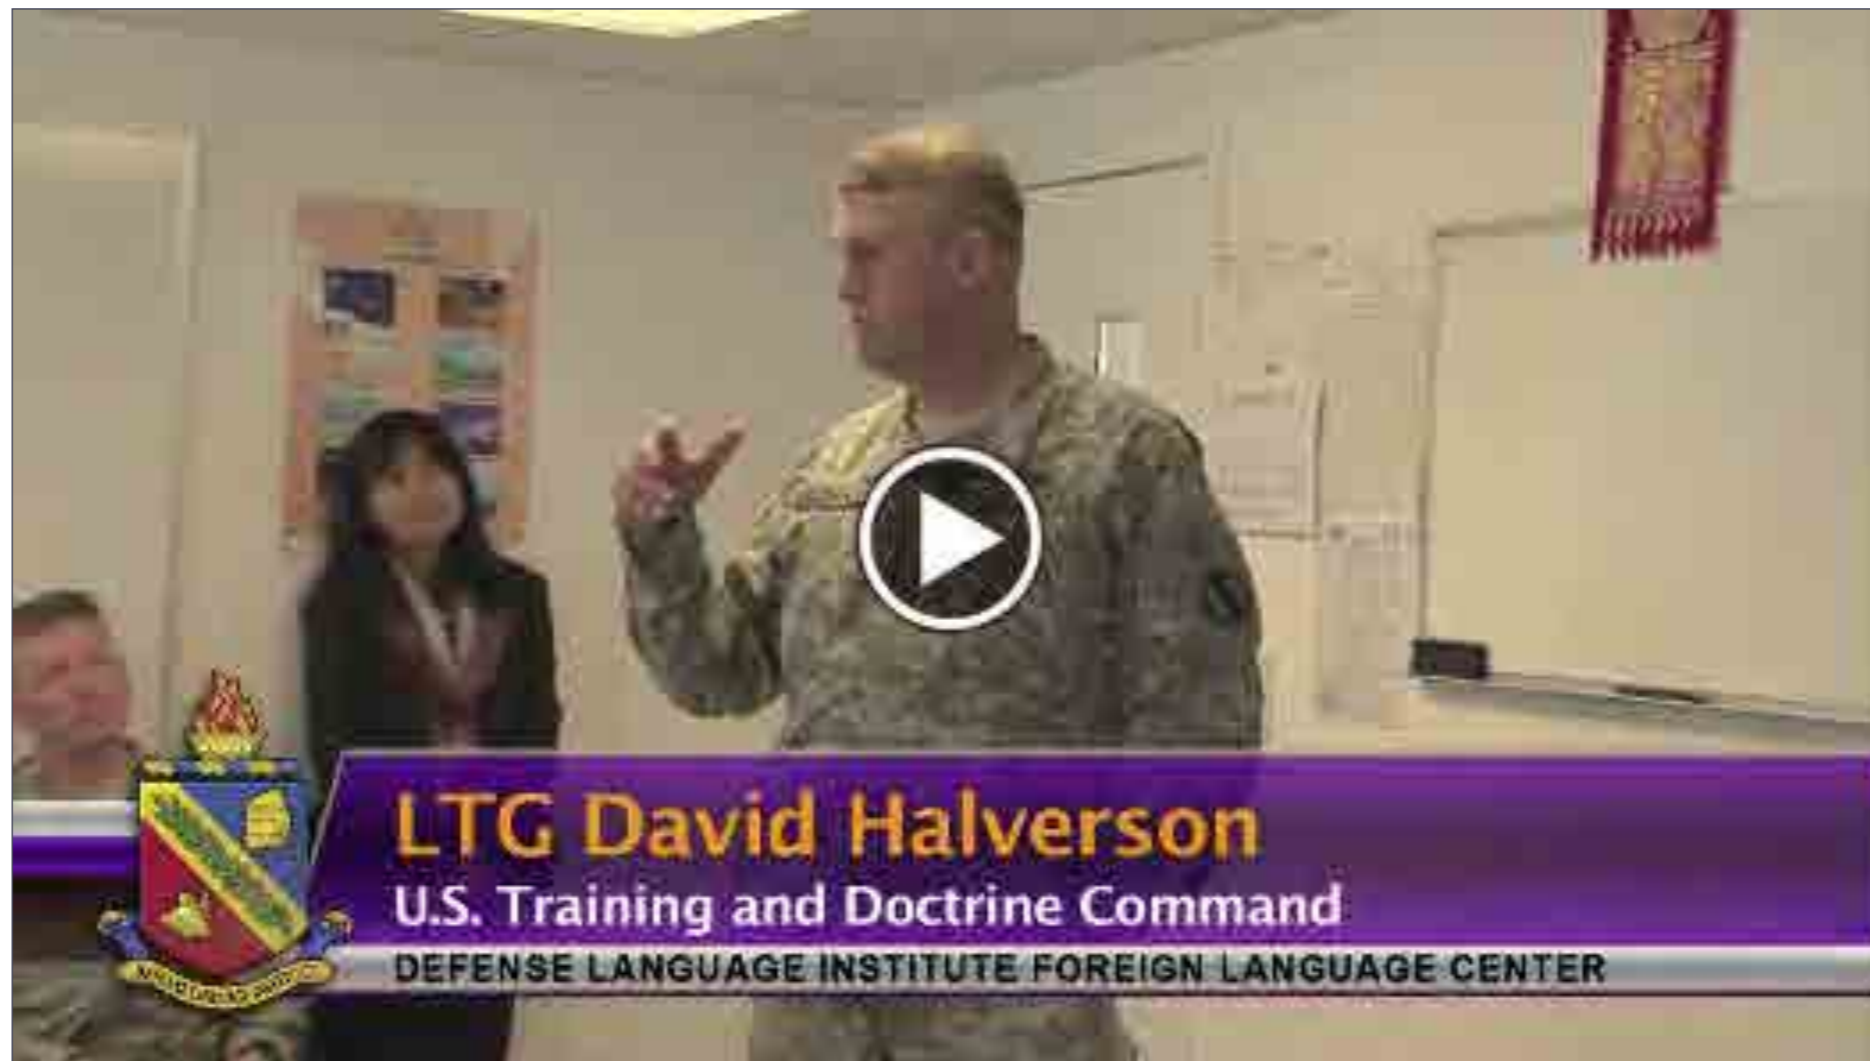 LTG David Halverson
U.S. Training and Doctrine Command
DEFENSE LANGUAGE INSTITUTE FOREIGN LANGUAGE CENTER